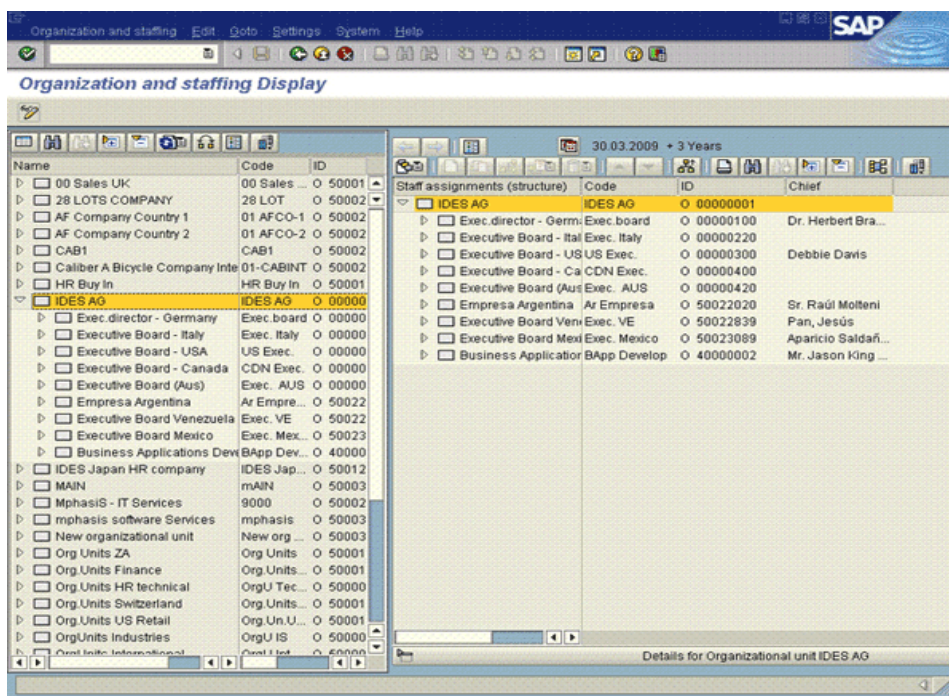 Organization and staffing Edit Goto Settings System Help
SAP
Organization and staffing Display
30.03.2009 + 3 Years
Name Code ID
00 Sales UK 00 Sales ... O 50001
28 LOTS COMPANY 28 LOT O 50002
AF Company Country 1 01 AFCO-1 O 50002
AF Company Country 2 01 AFCO-2 O 50002
CAB1 CAB1 O 50002
Caliber A Bicycle Company Inte 01-CABINT O 50002
HR Buy In HR Buy In O 50001
IDES AG IDES AG O 00000
Exec.director - Germany Exec.board O 00000
Executive Board - Italy Exec. Italy O 00000
Executive Board - USA US Exec. O 00000
Executive Board - Canada CDN Exec. O 00000
Executive Board (Aus) Exec. AUS O 00000
Empresa Argentina Ar Empre... O 50022
Executive Board Venezuela Exec. VE O 50022
Executive Board Mexico Exec. Mex... O 50023
Business Applications Deve BApp Dev... O 40000
IDES Japan HR company IDES Jap... O 50012
MAIN mAIN O 50003
MphasiS - IT Services 9000 O 50002
mphasis software Services mphasis O 50003
New organizational unit New org ... O 50003
Org Units ZA Org Units O 50001
Org.Units Finance Org.Units... O 50001
Org.Units HR technical OrgU Tec... O 50000
Org.Units Switzerland Org.Units... O 50001
Org.Units US Retail Org.Un.U... O 50001
OrgUnits Industries OrgU IS O 50000
Staff assignments (structure) Code ID Chief
IDES AG IDES AG O 00000001
Exec.director - Germ Exec.board O 00000100 Dr. Herbert Bra...
Executive Board - Ital Exec. Italy O 00000220
Executive Board - US US Exec. O 00000300 Debbie Davis
Executive Board - Ca CDN Exec. O 00000400
Executive Board (Aus Exec. AUS O 00000420
Empresa Argentina Ar Empresa O 50022020 Sr. Raúl Molteni
Executive Board Ven Exec. VE O 50022839 Pan, Jesús
Executive Board Mexi Exec. Mexico O 50023089 Aparicio Saldañ...
Business Applicatior BApp Develop O 40000002 Mr. Jason King ...
Details for Organizational unit IDES AG